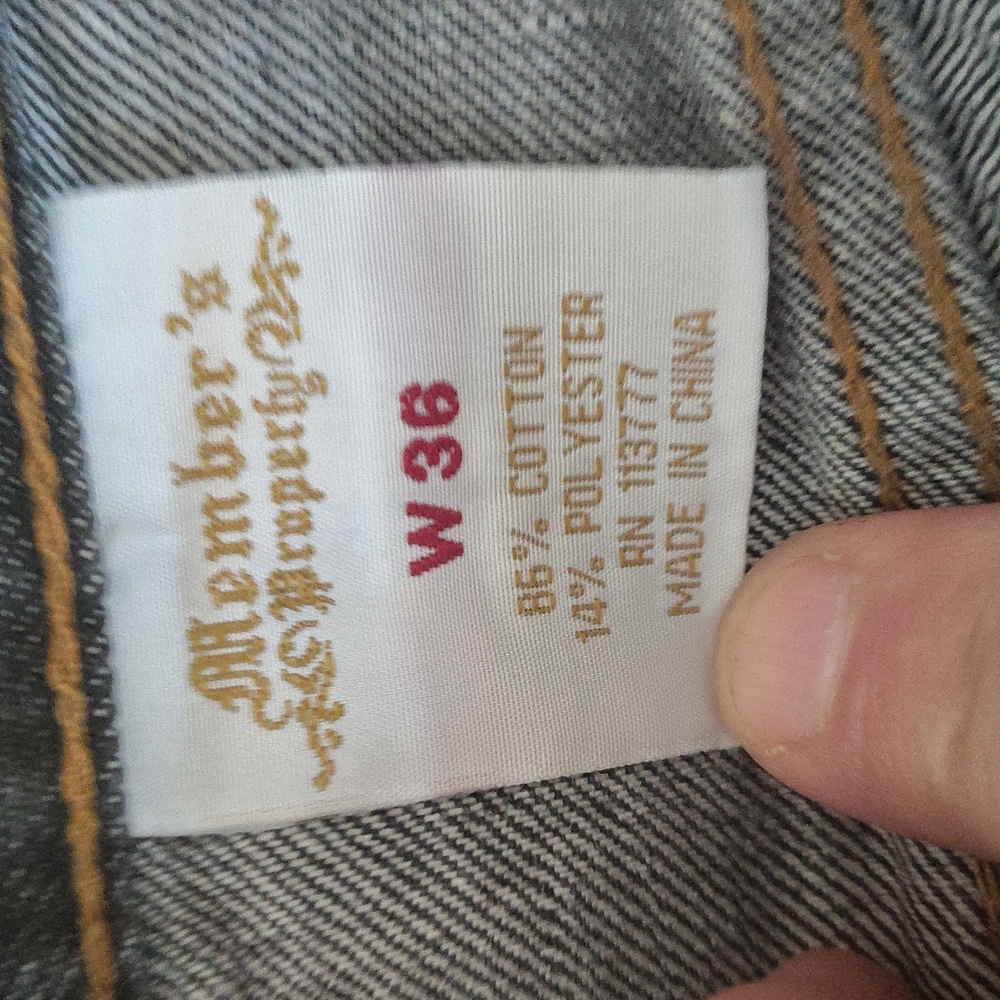 Member's
Property
W 36
86% COTTON
14% POLYESTER
RN 113777
MADE IN CHINA